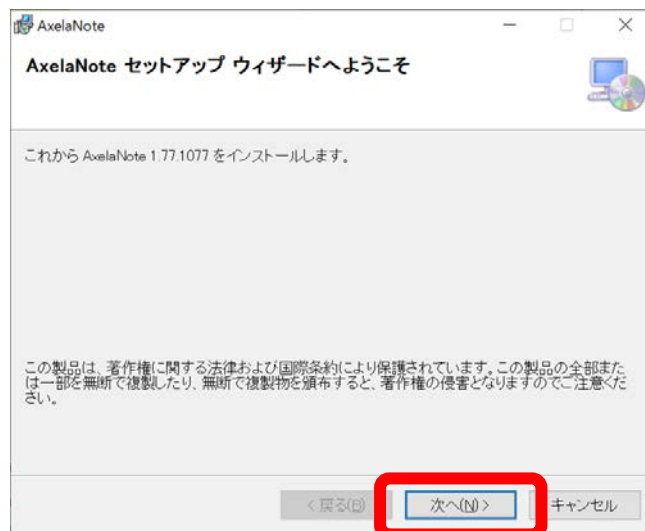 AxelaNote
AxelaNote セットアップ ウィザードへようこそ
これから AxelaNote 1.77.1077 をインストールします。
この製品は、著作権に関する法律および国際条約により保護されています。この製品の全部また
は一部を無断で複製したり、無断で複製物を頒布すると、著作権の侵害となりますのでご注意くだ
さい。
< 戻る(B) 次へ(N) > キャンセル